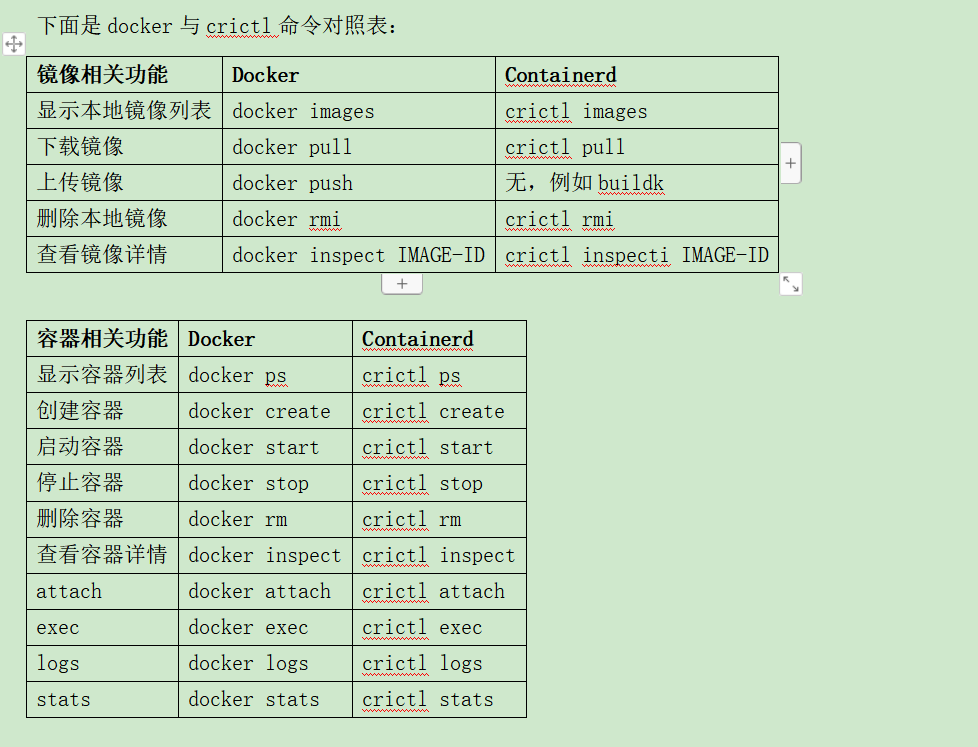 下面是 docker 与 crictl 命令对照表：
镜像相关功能 Docker Containerd
显示本地镜像列表 docker images crictl images
下载镜像 docker pull crictl pull
上传镜像 docker push 无，例如 buildk
删除本地镜像 docker rmi crictl rmi
查看镜像详情 docker inspect IMAGE-ID crictl inspecti IMAGE-ID
容器相关功能 Docker Containerd
显示容器列表 docker ps crictl ps
创建容器 docker create crictl create
启动容器 docker start crictl start
停止容器 docker stop crictl stop
删除容器 docker rm crictl rm
查看容器详情 docker inspect crictl inspect
attach docker attach crictl attach
exec docker exec crictl exec
logs docker logs crictl logs
stats docker stats crictl stats